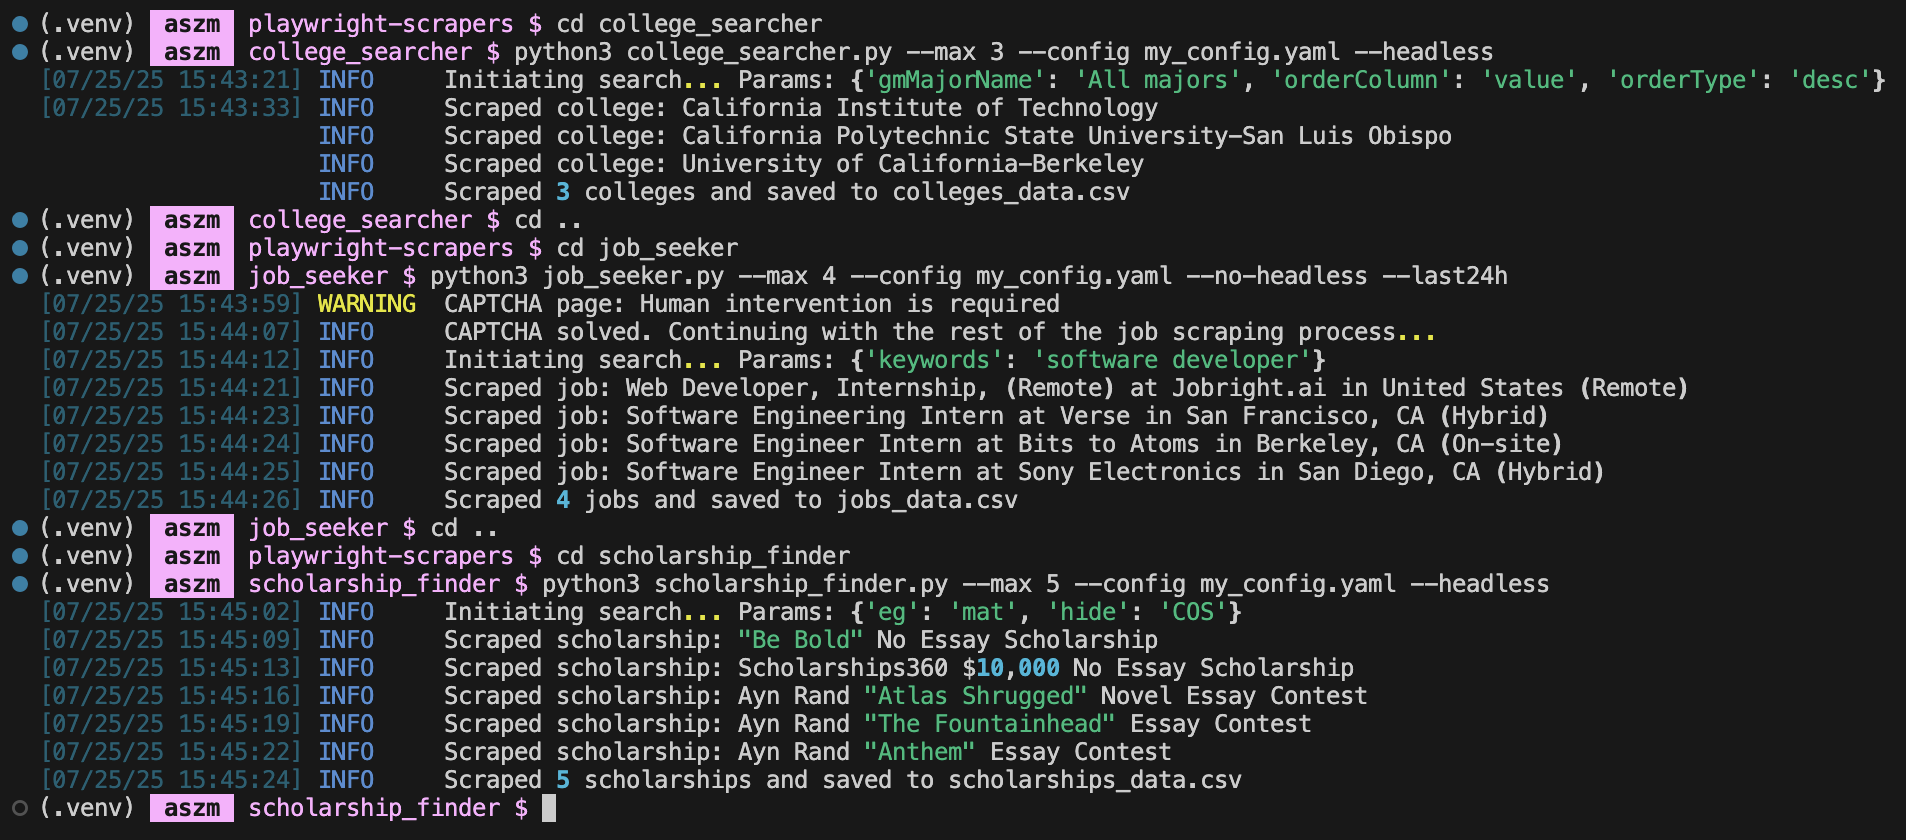 (.venv) aszm playwright-scrapers $ cd college_searcher
(.venv) aszm college_searcher $ python3 college_searcher.py --max 3 --config my_config.yaml --headless
[07/25/25 15:43:21] INFO Initiating search... Params: {'gmMajorName': 'All majors', 'orderColumn': 'value', 'orderType': 'desc'}
[07/25/25 15:43:33] INFO Scraped college: California Institute of Technology
INFO Scraped college: California Polytechnic State University-San Luis Obispo
INFO Scraped college: University of California-Berkeley
INFO Scraped 3 colleges and saved to colleges_data.csv
(.venv) aszm college_searcher $ cd ..
(.venv) aszm playwright-scrapers $ cd job_seeker
(.venv) aszm job_seeker $ python3 job_seeker.py --max 4 --config my_config.yaml --no-headless --last24h
[07/25/25 15:43:59] WARNING CAPTCHA page: Human intervention is required
[07/25/25 15:44:07] INFO CAPTCHA solved. Continuing with the rest of the job scraping process...
[07/25/25 15:44:12] INFO Initiating search... Params: {'keywords': 'software developer'}
[07/25/25 15:44:21] INFO Scraped job: Web Developer, Internship, (Remote) at Jobright.ai in United States (Remote)
[07/25/25 15:44:23] INFO Scraped job: Software Engineering Intern at Verse in San Francisco, CA (Hybrid)
[07/25/25 15:44:24] INFO Scraped job: Software Engineer Intern at Bits to Atoms in Berkeley, CA (On-site)
[07/25/25 15:44:25] INFO Scraped job: Software Engineer Intern at Sony Electronics in San Diego, CA (Hybrid)
[07/25/25 15:44:26] INFO Scraped 4 jobs and saved to jobs_data.csv
(.venv) aszm job_seeker $ cd ..
(.venv) aszm playwright-scrapers $ cd scholarship_finder
(.venv) aszm scholarship_finder $ python3 scholarship_finder.py --max 5 --config my_config.yaml --headless
[07/25/25 15:45:02] INFO Initiating search... Params: {'eg': 'mat', 'hide': 'COS'}
[07/25/25 15:45:09] INFO Scraped scholarship: "Be Bold" No Essay Scholarship
[07/25/25 15:45:13] INFO Scraped scholarship: Scholarships360 $10,000 No Essay Scholarship
[07/25/25 15:45:16] INFO Scraped scholarship: Ayn Rand "Atlas Shrugged" Novel Essay Contest
[07/25/25 15:45:19] INFO Scraped scholarship: Ayn Rand "The Fountainhead" Essay Contest
[07/25/25 15:45:22] INFO Scraped scholarship: Ayn Rand "Anthem" Essay Contest
[07/25/25 15:45:24] INFO Scraped 5 scholarships and saved to scholarships_data.csv
(.venv) aszm scholarship_finder $